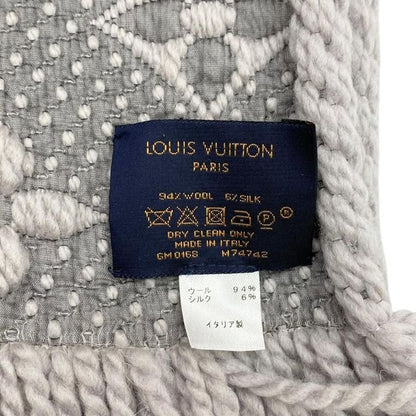 LOUIS VUITTON
PARIS
94% WOOL 6% SILK
P
DRY CLEAN ONLY
MADE IN ITALY
GM0168 M74742
ウール 94%
シルク 6%
イタリア製